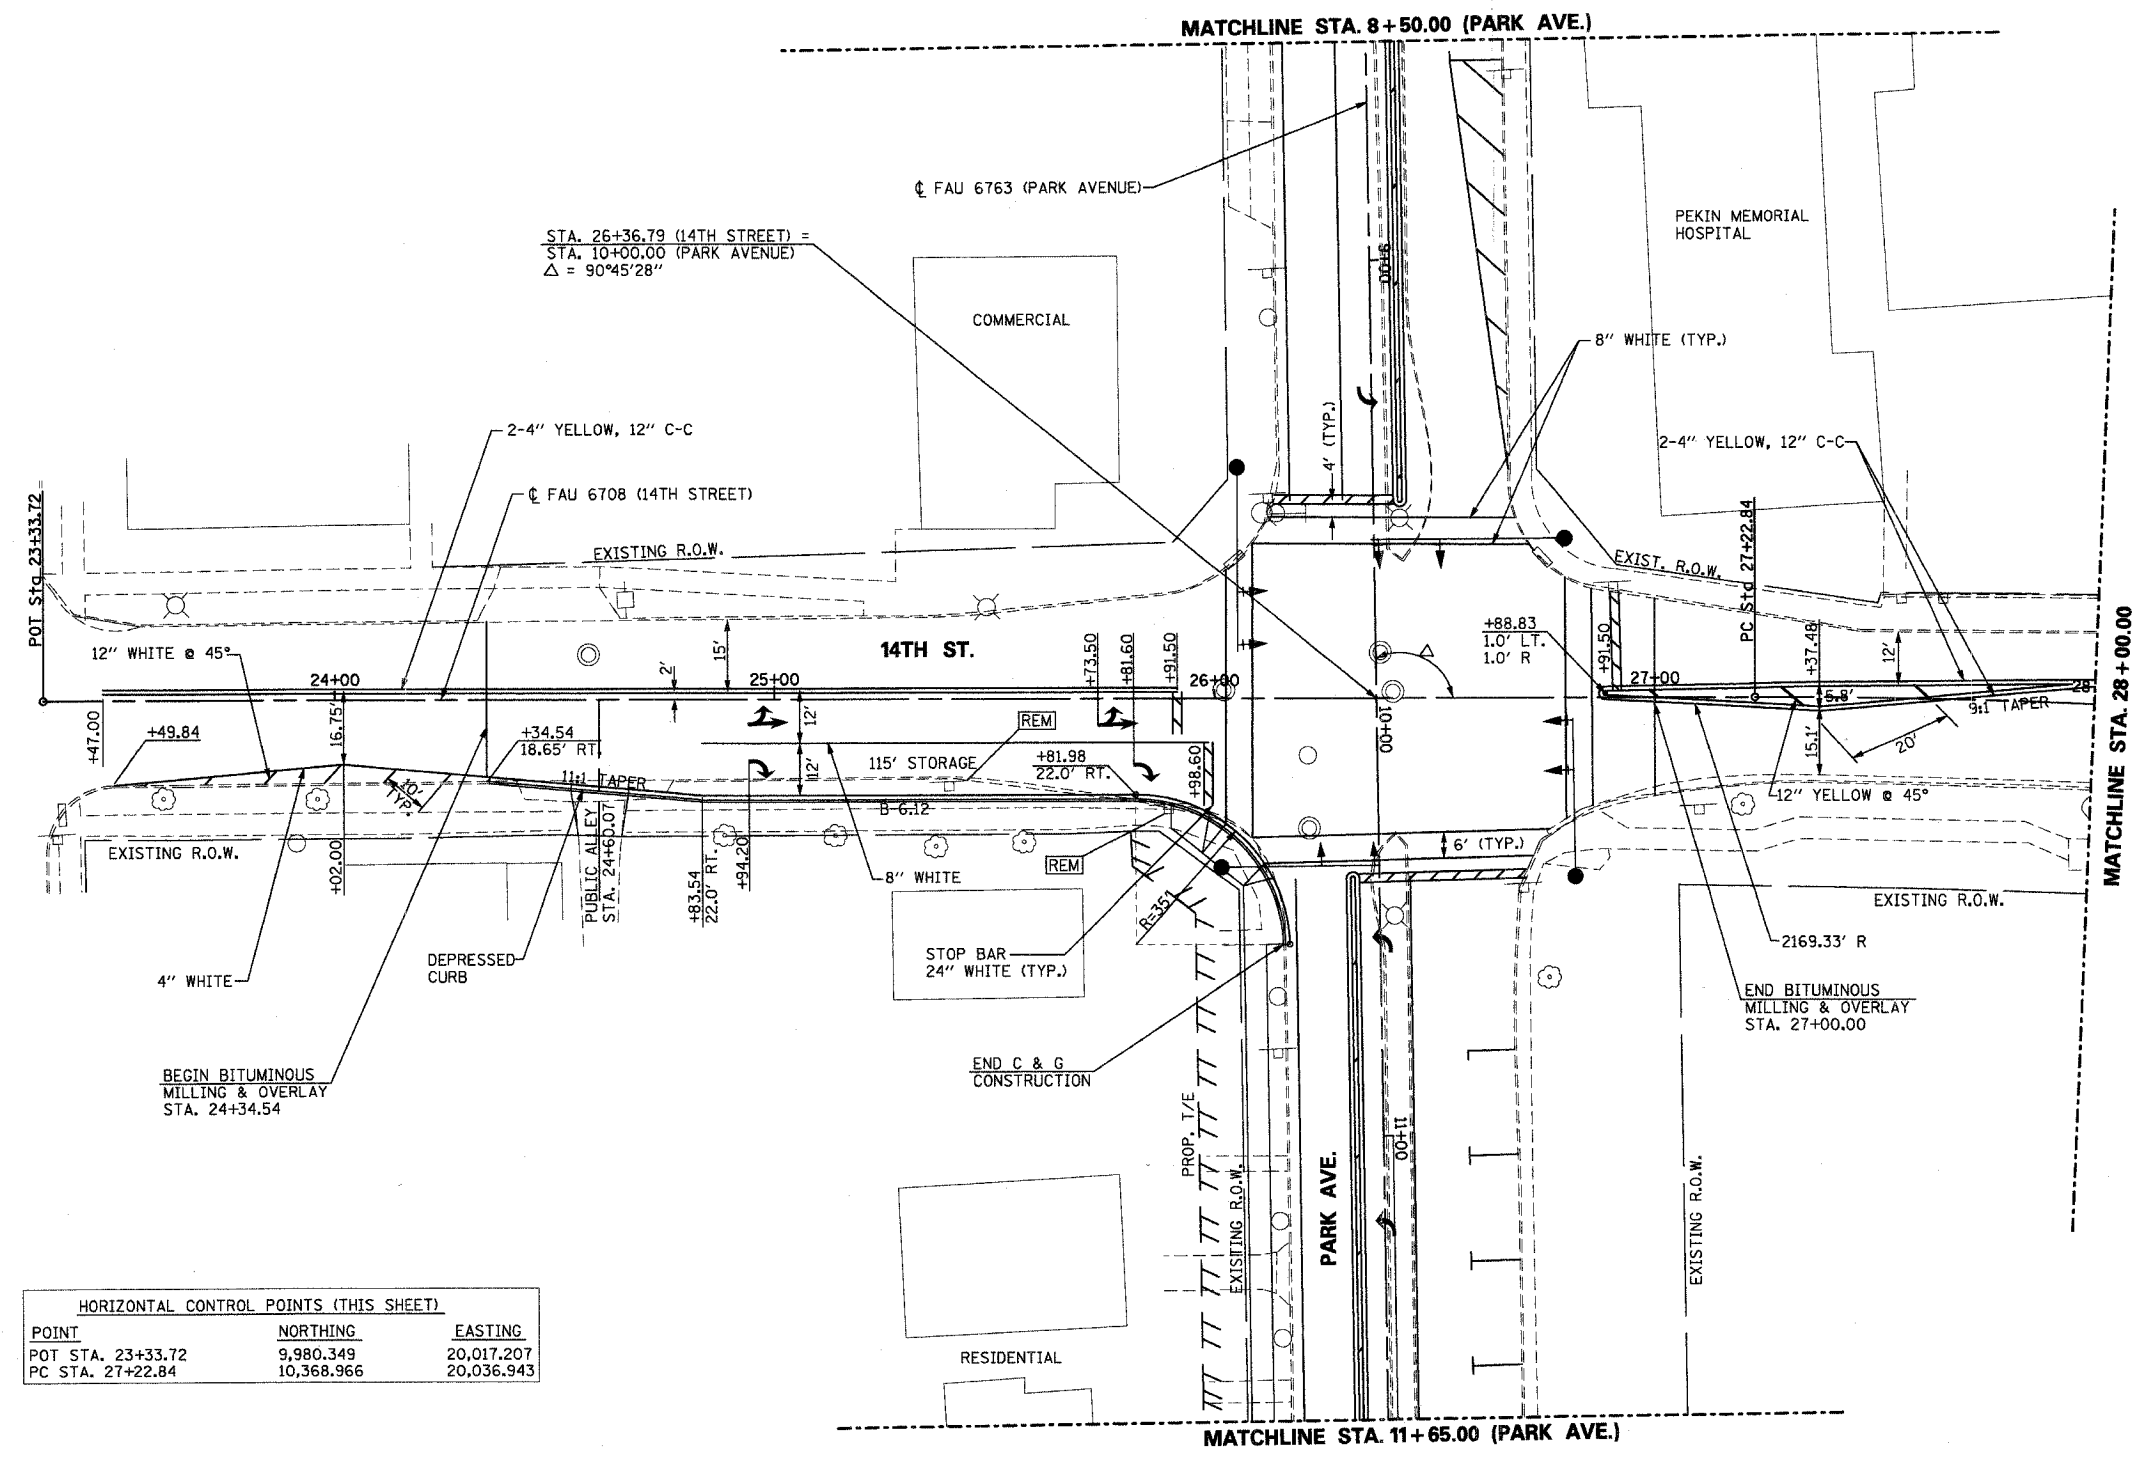 MATCHLINE STA. 8+50.00 (PARK AVE.)
℄ FAU 6763 (PARK AVENUE)
PEKIN MEMORIAL
HOSPITAL
STA. 26+36.79 (14TH STREET) =
STA. 10+00.00 (PARK AVENUE)
△ = 90°45'28"
9+00
COMMERCIAL
8" WHITE (TYP.)
2-4" YELLOW, 12" C-C
2-4" YELLOW, 12" C-C
4' (TYP.)
℄ FAU 6708 (14TH STREET)
POT Sta 23+33.72
PC Sta 27+22.84
EXISTING R.O.W.
EXIST. R.O.W.
12" WHITE @ 45°
14TH ST.
15'
2'
+73.50
+81.60
+91.50
+88.83
1.0' LT.
1.0' R
+91.50
△
+37.48
12'
24+00
25+00
26+00
27+00
28
5.8'
9:1 TAPER
+47.00
+49.84
16.75'
+34.54
18.65' RT.
12'
12'
REM
115' STORAGE
+81.98
22.0' RT.
+98.60
10+00
15.1'
20'
11:1 TAPER
10'
TYP.
B-6.12
12" YELLOW @ 45°
EXISTING R.O.W.
+02.00
PUBLIC ALLEY
STA. 24+60.07
+83.54
22.0' RT.
+94.20
8" WHITE
REM
R=35'
6' (TYP.)
EXISTING R.O.W.
MATCHLINE STA. 28+00.00
4" WHITE
DEPRESSED
CURB
STOP BAR
24" WHITE (TYP.)
2169.33' R
END BITUMINOUS
MILLING & OVERLAY
STA. 27+00.00
BEGIN BITUMINOUS
MILLING & OVERLAY
STA. 24+34.54
END C & G
CONSTRUCTION
PROP. T/E
EXISTING R.O.W.
PARK AVE.
11+00
EXISTING R.O.W.
RESIDENTIAL
HORIZONTAL CONTROL POINTS (THIS SHEET)
POINT NORTHING EASTING
POT STA. 23+33.72 9,980.349 20,017.207
PC STA. 27+22.84 10,368.966 20,036.943
MATCHLINE STA. 11+65.00 (PARK AVE.)